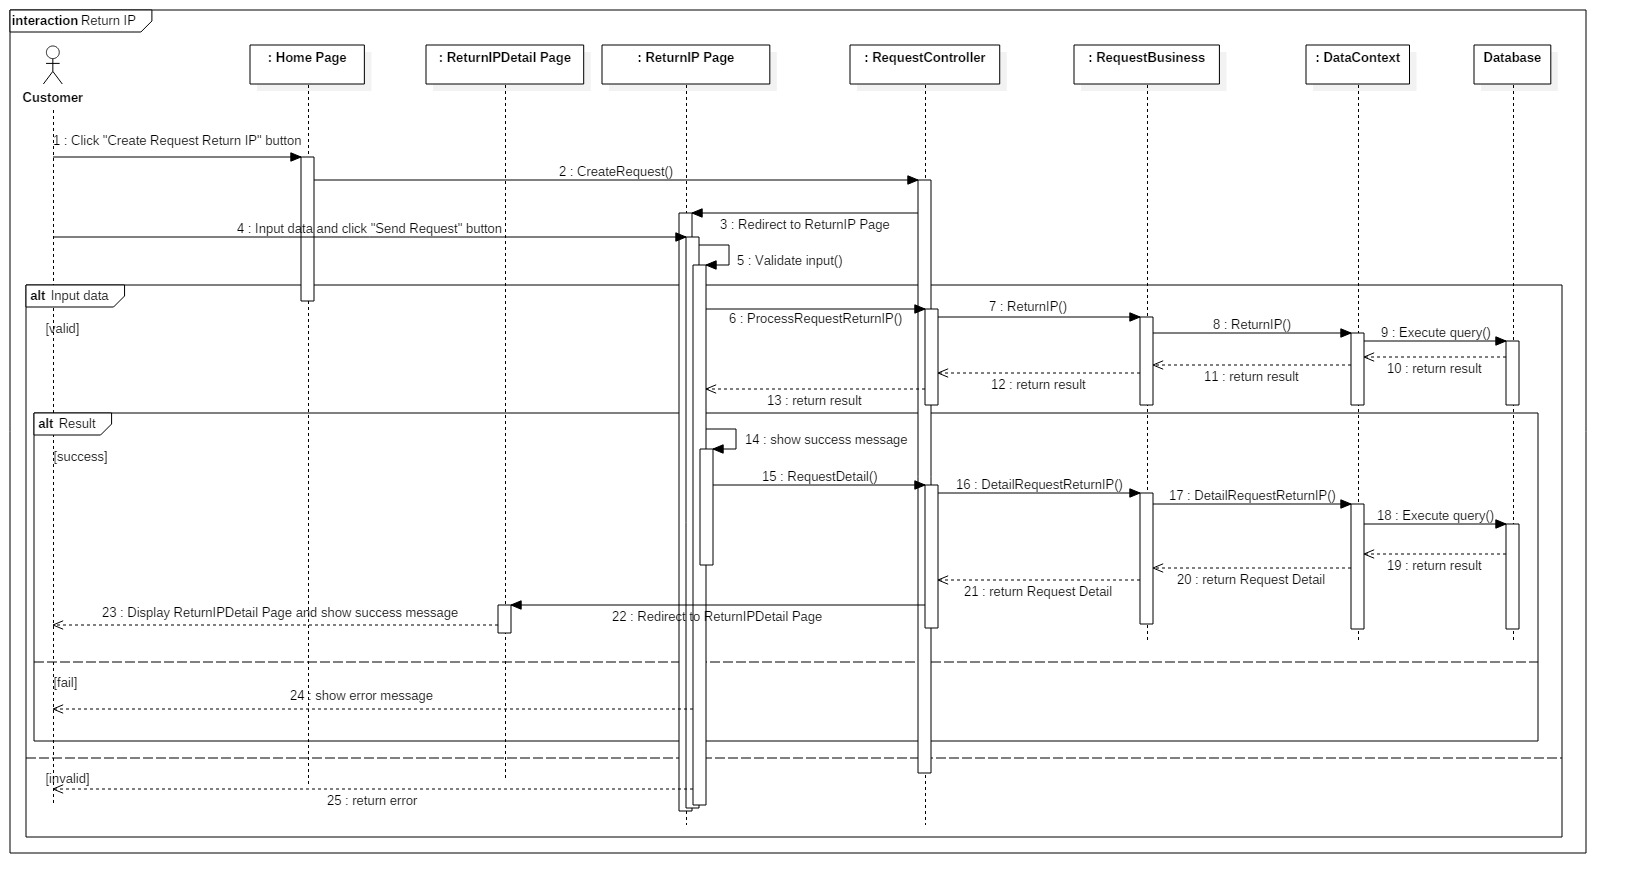 interaction Return IP
: Home Page
: ReturnIPDetail Page
: ReturnIP Page
: RequestController
: RequestBusiness
: DataContext
Database
Customer
1 : Click "Create Request Return IP" button
2 : CreateRequest()
3 : Redirect to ReturnIP Page
4 : Input data and click "Send Request" button
5 : Validate input()
alt Input data
[valid]
6 : ProcessRequestReturnIP()
7 : ReturnIP()
8 : ReturnIP()
9 : Execute query()
10 : return result
11 : return result
12 : return result
13 : return result
alt Result
[success]
14 : show success message
15 : RequestDetail()
16 : DetailRequestReturnIP()
17 : DetailRequestReturnIP()
18 : Execute query()
19 : return result
20 : return Request Detail
21 : return Request Detail
22 : Redirect to ReturnIPDetail Page
23 : Display ReturnIPDetail Page and show success message
[fail]
24 : show error message
[invalid]
25 : return error